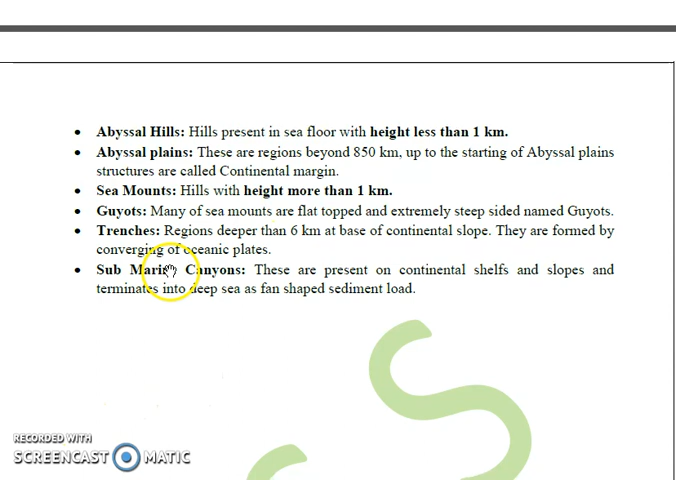 • Abyssal Hills: Hills present in sea floor with height less than 1 km.
• Abyssal plains: These are regions beyond 850 km, up to the starting of Abyssal plains
structures are called Continental margin.
• Sea Mounts: Hills with height more than 1 km.
• Guyots: Many of sea mounts are flat topped and extremely steep sided named Guyots.
• Trenches: Regions deeper than 6 km at base of continental slope. They are formed by
converging of oceanic plates.
• Sub Marine Canyons: These are present on continental shelfs and slopes and
terminates into deep sea as fan shaped sediment load.
S
S
RECORDED WITH
SCREENCAST MATIC